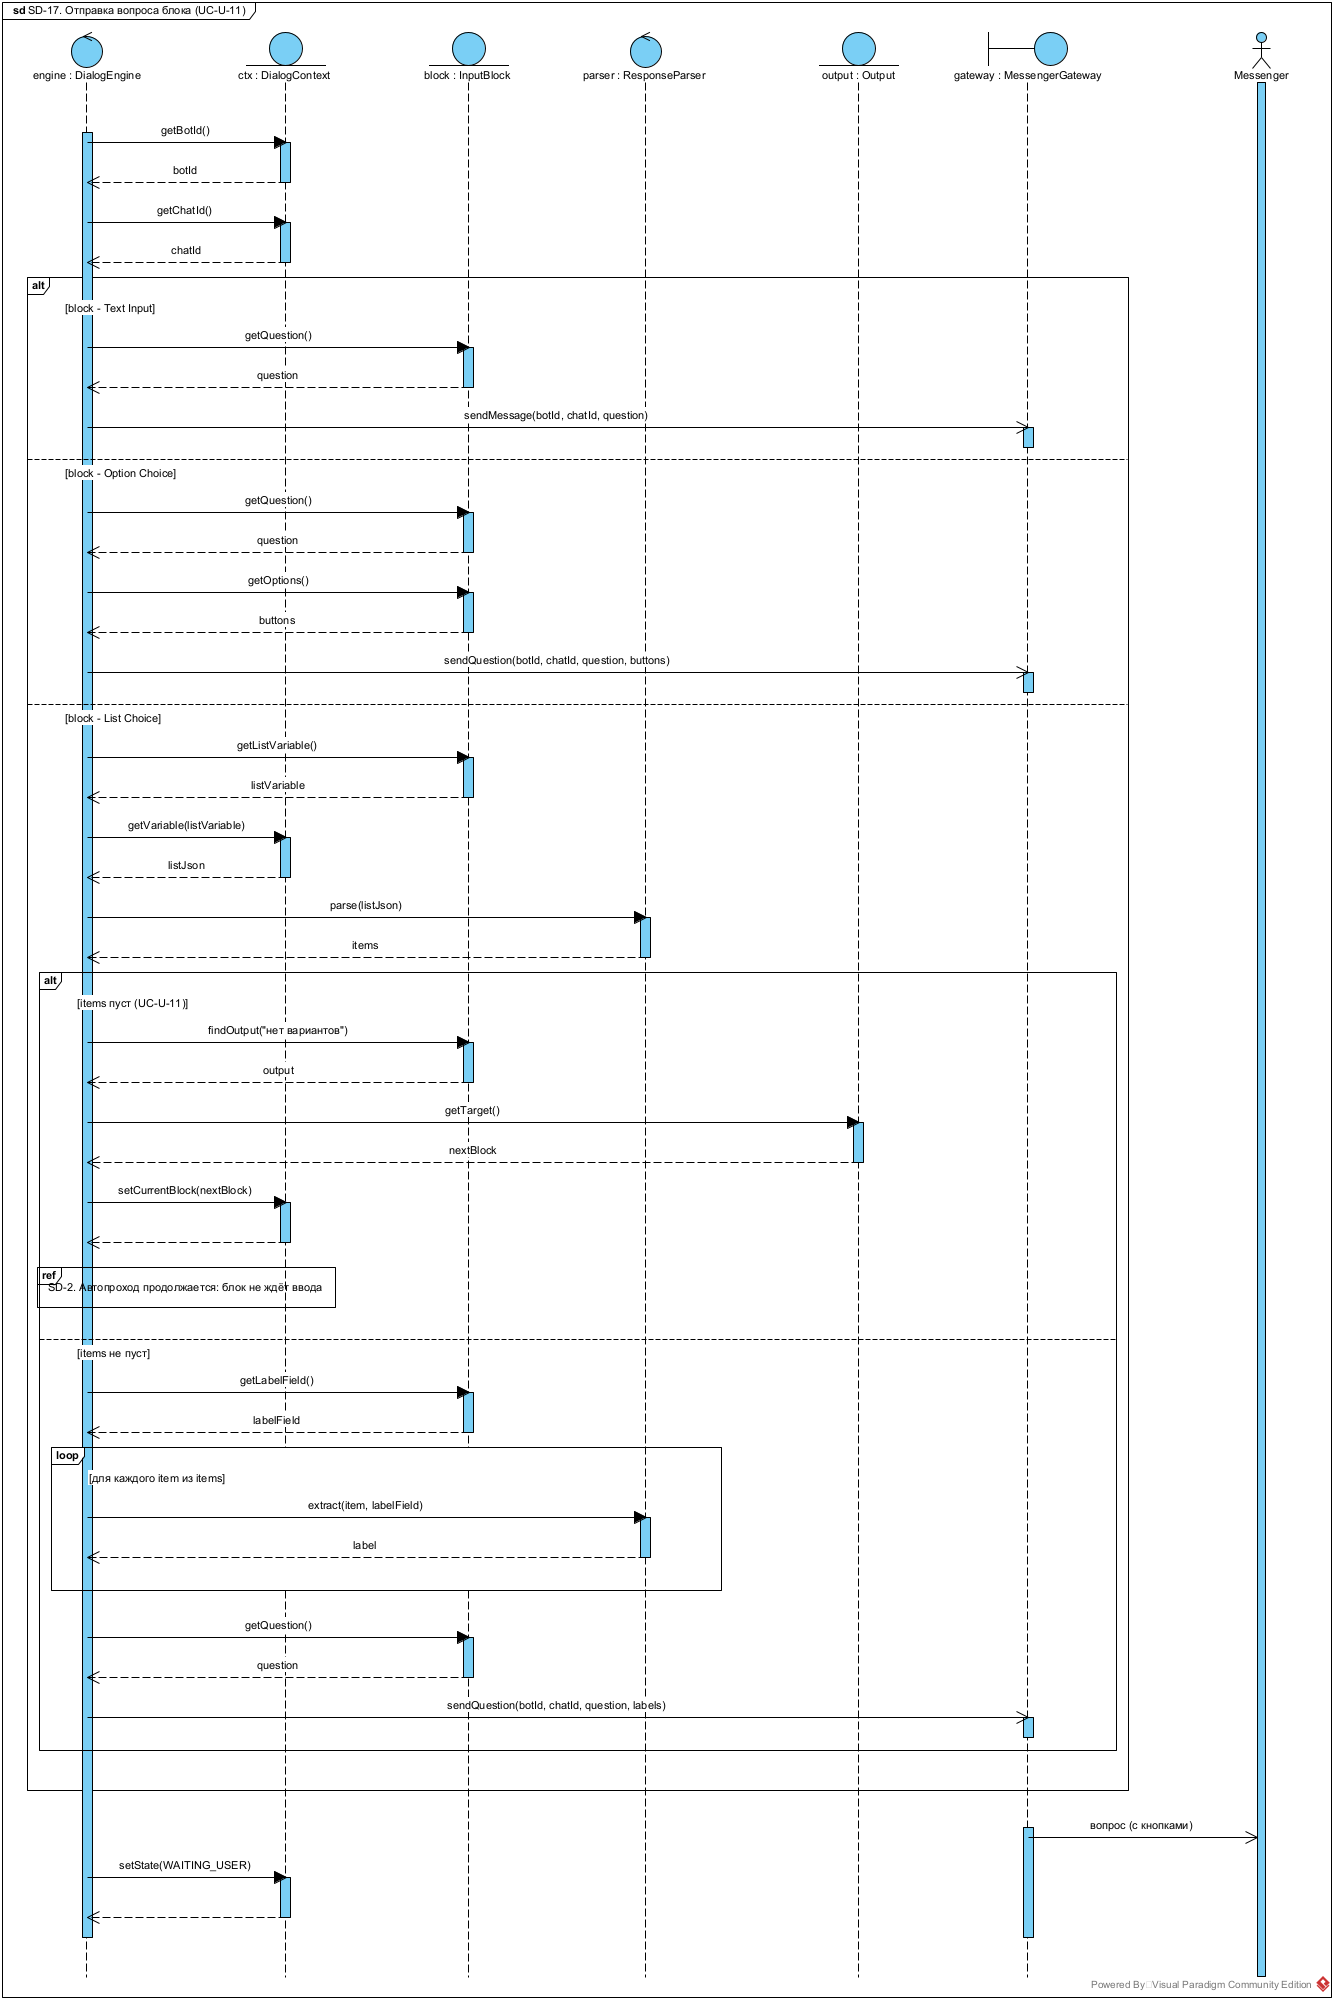 sd SD-17. Отправка вопроса блока (UC-U-11)
engine : DialogEngine
ctx : DialogContext
block : InputBlock
parser : ResponseParser
output : Output
gateway : MessengerGateway
Messenger
getBotId()
botId
getChatId()
chatId
alt
[block - Text Input]
getQuestion()
question
sendMessage(botId, chatId, question)
[block - Option Choice]
getQuestion()
question
getOptions()
buttons
sendQuestion(botId, chatId, question, buttons)
[block - List Choice]
getListVariable()
listVariable
getVariable(listVariable)
listJson
parse(listJson)
items
alt
[items пуст (UC-U-11)]
findOutput("нет вариантов")
output
getTarget()
nextBlock
setCurrentBlock(nextBlock)
ref
SD-2. Автопроход продолжается: блок не ждёт ввода
[items не пуст]
getLabelField()
labelField
loop
[для каждого item из items]
extract(item, labelField)
label
getQuestion()
question
sendQuestion(botId, chatId, question, labels)
вопрос (с кнопками)
setState(WAITING_USER)
Powered By Visual Paradigm Community Edition